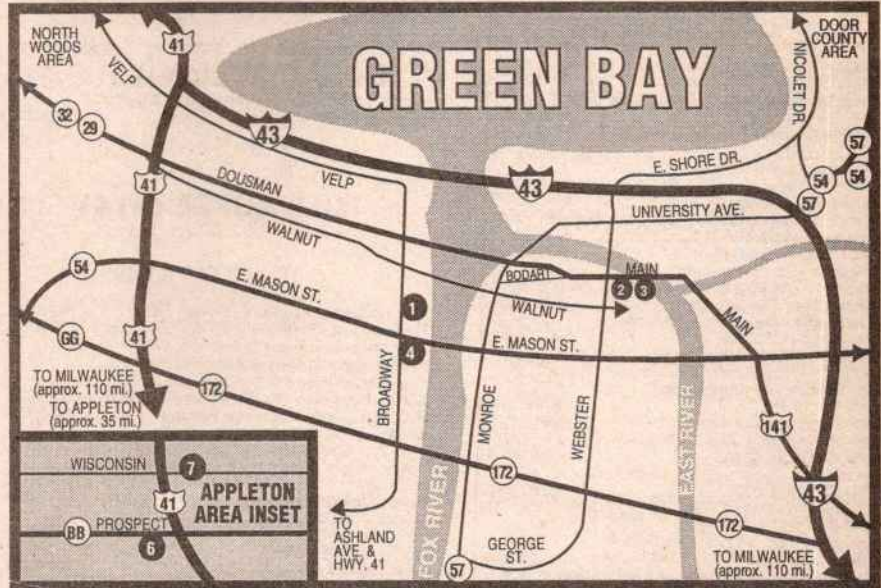 NORTH
WOODS
AREA
41
VELP
GREEN BAY
DOOR
COUNTY
AREA
NICOLET DR.
32
29
43
41
DOUSMAN
VELP
43
E. SHORE DR.
57
54
54
57
UNIVERSITY AVE.
WALNUT
BODART
MAIN
2
3
54
E. MASON ST.
1
WALNUT
MAIN
GG
41
4
E. MASON ST.
TO MILWAUKEE
(approx. 110 mi.)
TO APPLETON
(approx. 35 mi.)
172
BROADWAY
MONROE
WEBSTER
EAST RIVER
141
WISCONSIN
7
41
APPLETON
AREA INSET
BB
PROSPECT
6
172
43
TO
ASHLAND
AVE. &
HWY. 41
FOX RIVER
57
GEORGE
ST.
172
TO MILWAUKEE
(approx. 110 mi.)